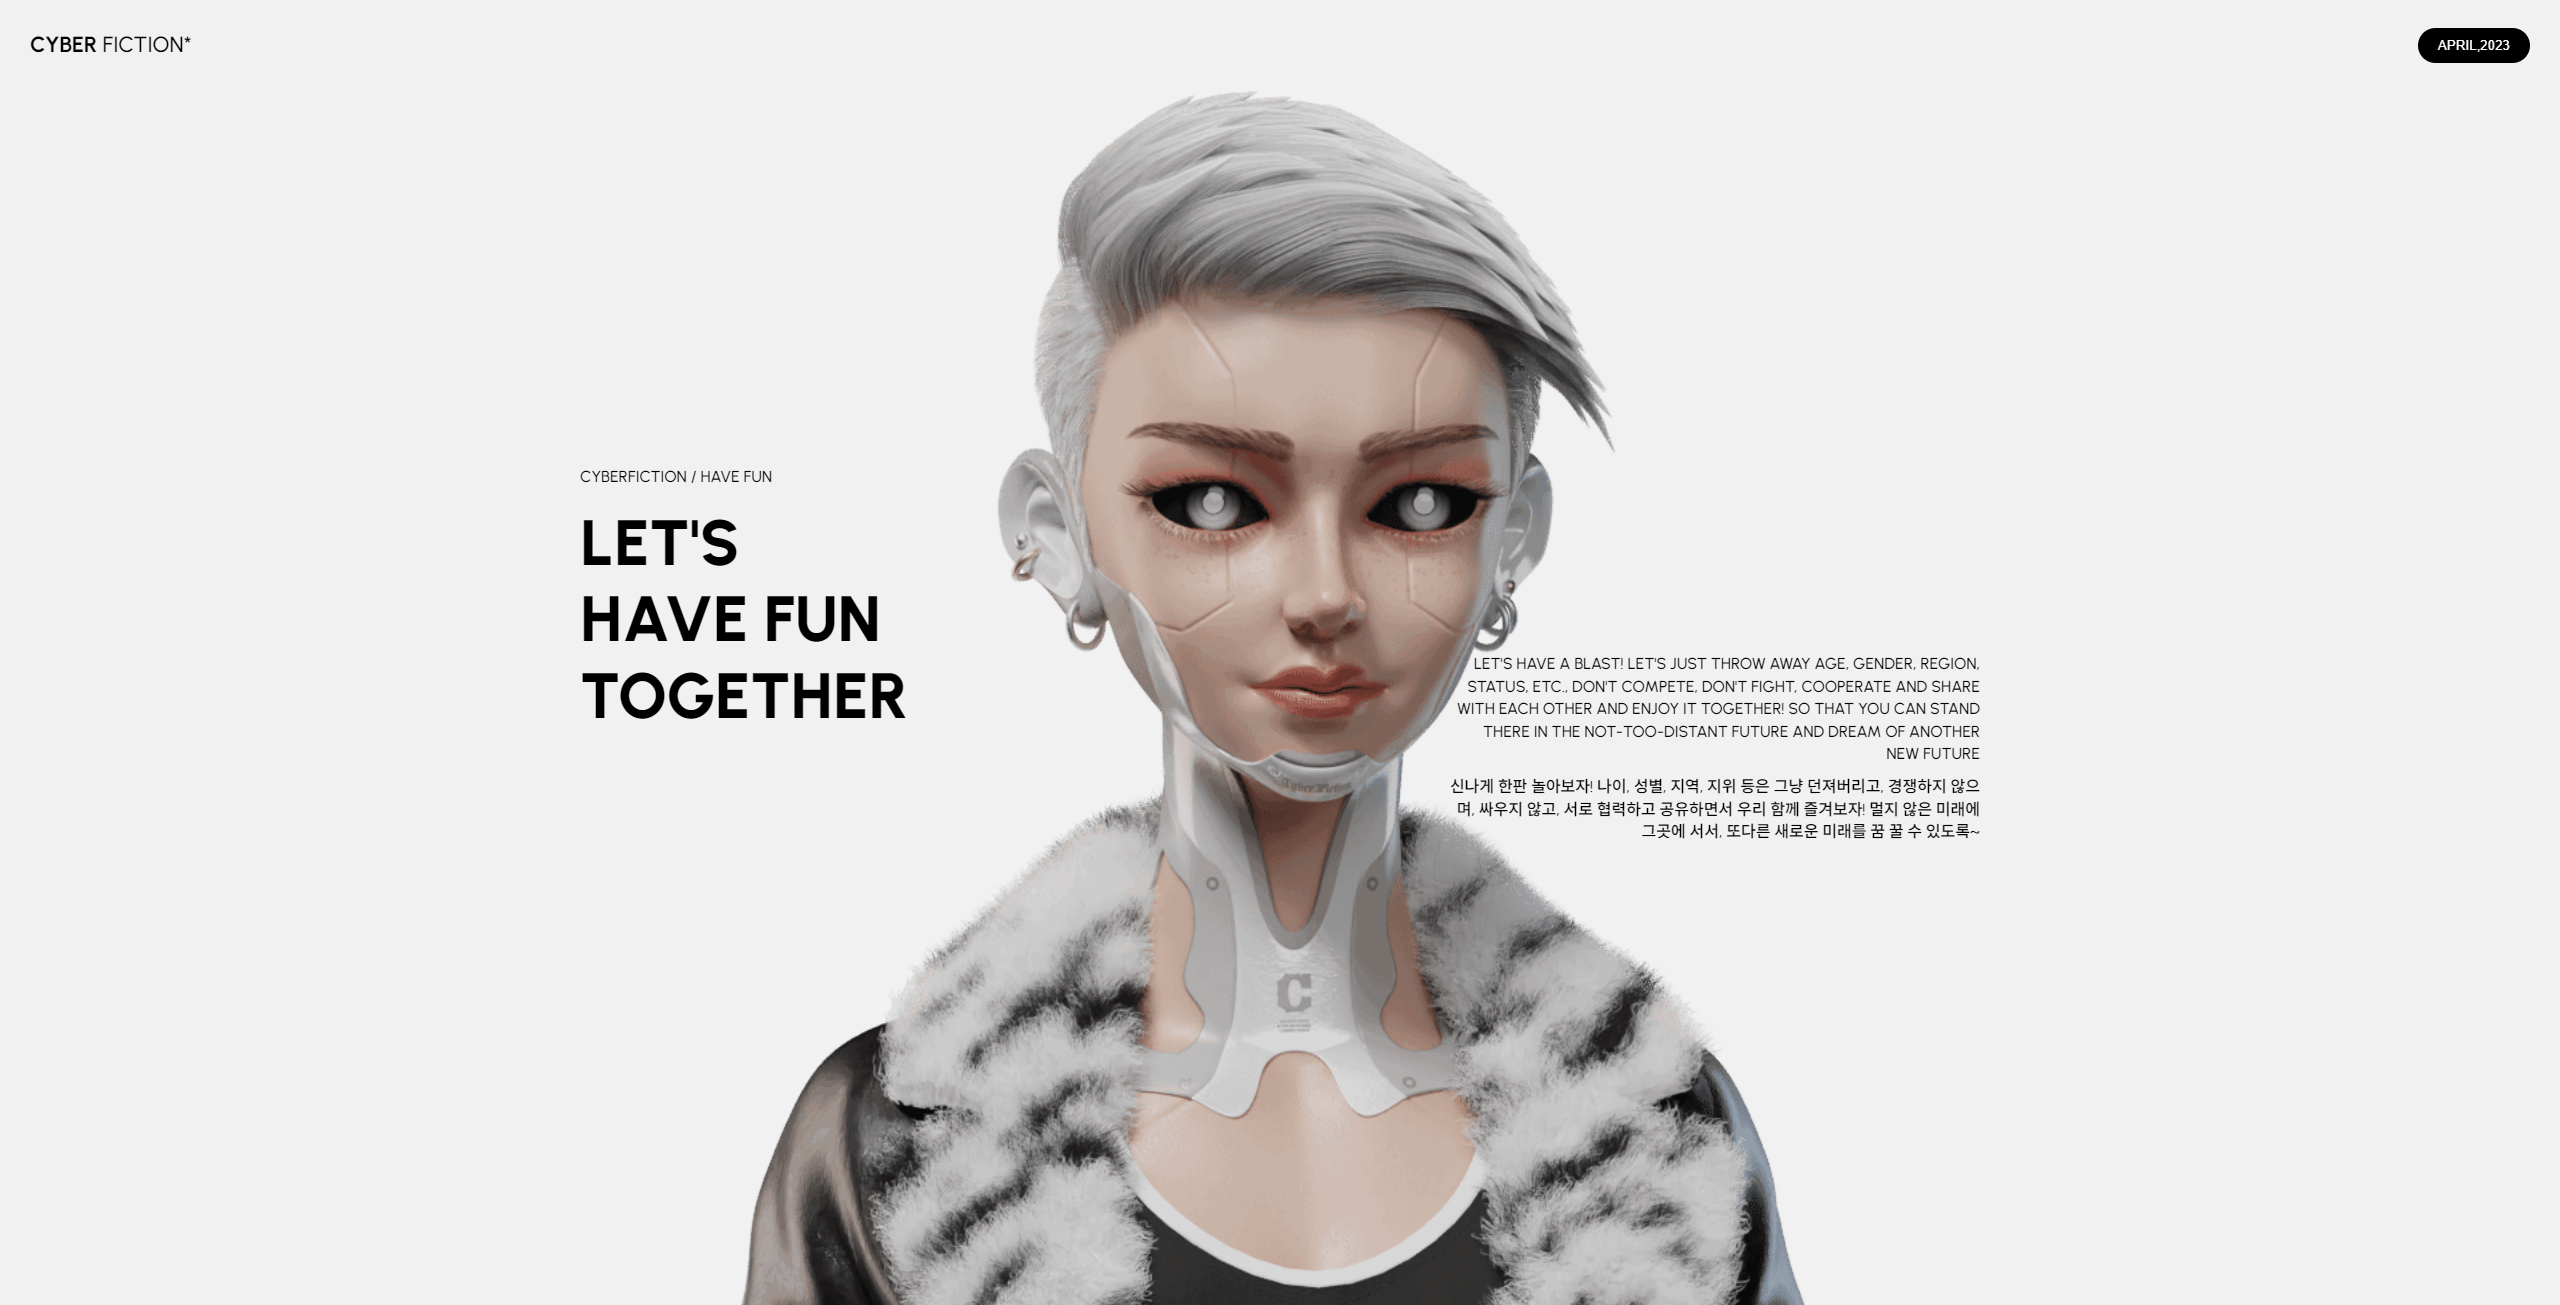 CYBER FICTION*
APRIL,2023
CYBERFICTION / HAVE FUN
LET'S
HAVE FUN
TOGETHER
LET'S HAVE A BLAST! LET'S JUST THROW AWAY AGE, GENDER, REGION,
STATUS, ETC., DON'T COMPETE, DON'T FIGHT, COOPERATE AND SHARE
WITH EACH OTHER AND ENJOY IT TOGETHER! SO THAT YOU CAN STAND
THERE IN THE NOT-TOO-DISTANT FUTURE AND DREAM OF ANOTHER
NEW FUTURE
신나게 한판 놀아보자! 나이, 성별, 지역, 지위 등은 그냥 던져버리고, 경쟁하지 않으
며, 싸우지 않고, 서로 협력하고 공유하면서 우리 함께 즐겨보자! 멀지 않은 미래에
그곳에 서서, 또다른 새로운 미래를 꿈 꿀 수 있도록~
CyberFiction
C